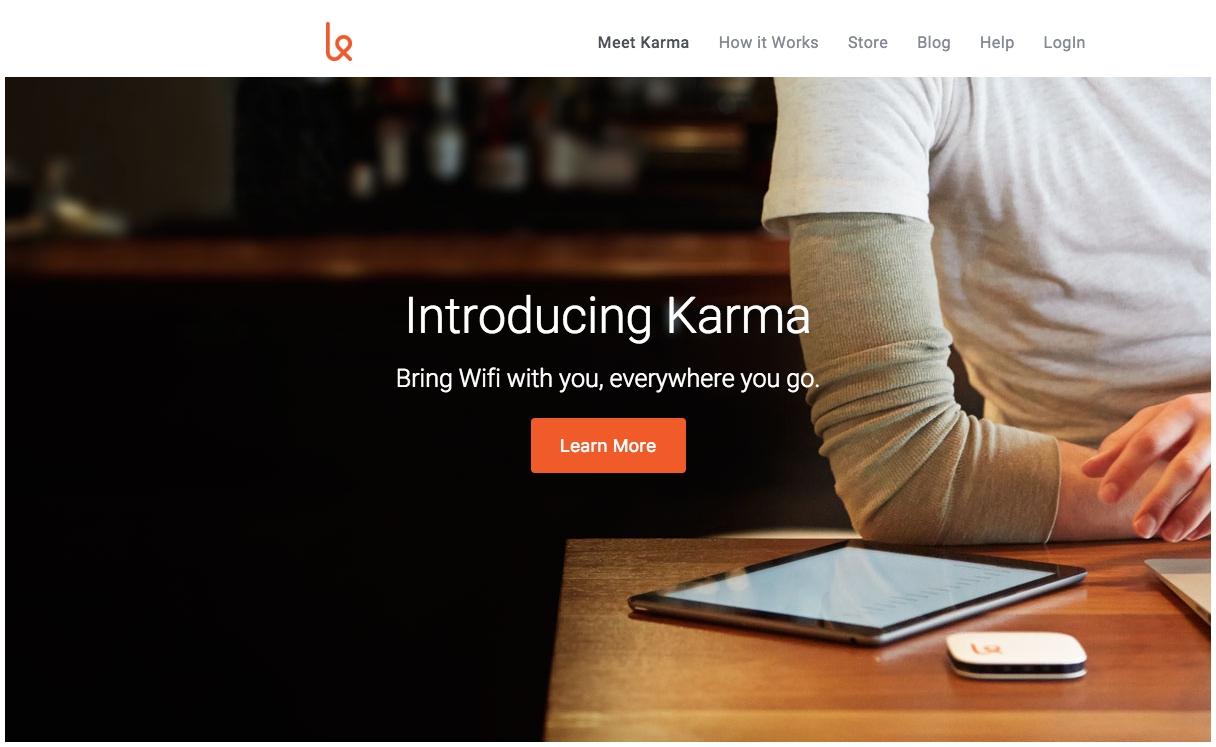 Meet Karma How it Works Store Blog Help LogIn
Introducing Karma
Bring Wifi with you, everywhere you go.
Learn More